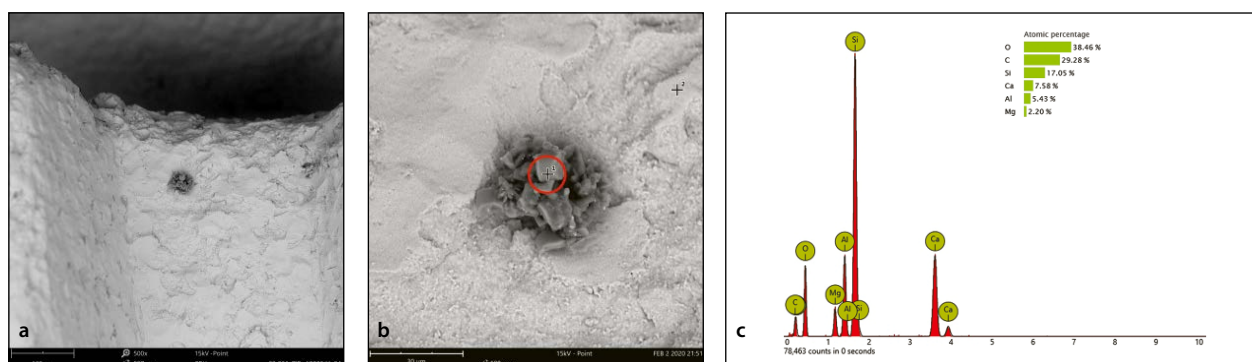 a
500x
15kV - Point
b
1
2
15kV - Point
FEB 2 2020 21:51
c
Atomic percentage
O 38.46 %
C 29.28 %
Si 17.05 %
Ca 7.58 %
Al 5.43 %
Mg 2.20 %
Si
O
Al
Ca
C
Mg
Al
Si
Ca
0 1 2 3 4 5 6 7 8 9 10
78,463 counts in 0 seconds